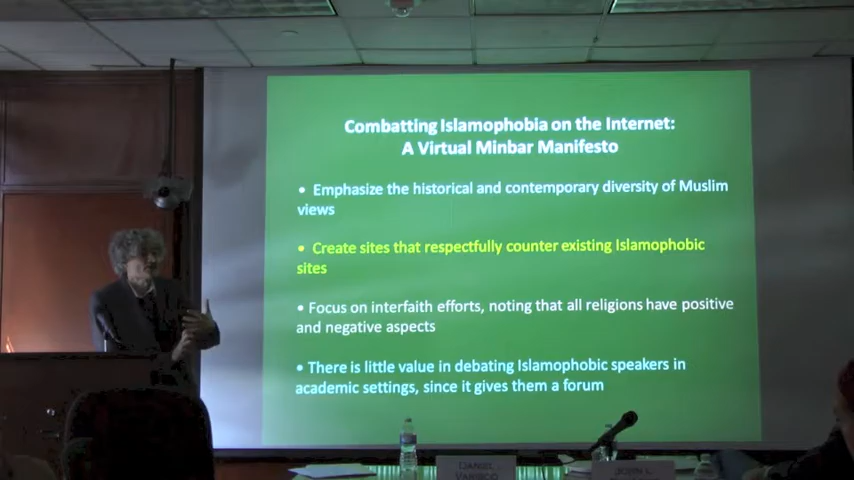 Combatting Islamophobia on the Internet:
A Virtual Minbar Manifesto
• Emphasize the historical and contemporary diversity of Muslim
views
• Create sites that respectfully counter existing Islamophobic
sites
• Focus on interfaith efforts, noting that all religions have positive
and negative aspects
• There is little value in debating Islamophobic speakers in
academic settings, since it gives them a forum
DANIEL
VARISCO
JOHN L.